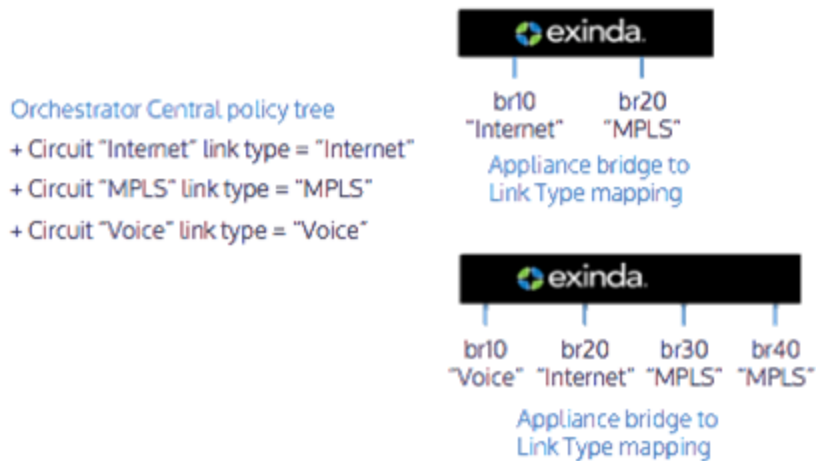 Orchestrator Central policy tree
+ Circuit "Internet" link type = "Internet"
+ Circuit "MPLS" link type = "MPLS"
+ Circuit "Voice" link type = "Voice"
exinda.
br10 br20
"Internet" "MPLS"
Appliance bridge to
Link Type mapping
exinda.
br10 br20 br30 br40
"Voice" "Internet" "MPLS" "MPLS"
Appliance bridge to
Link Type mapping